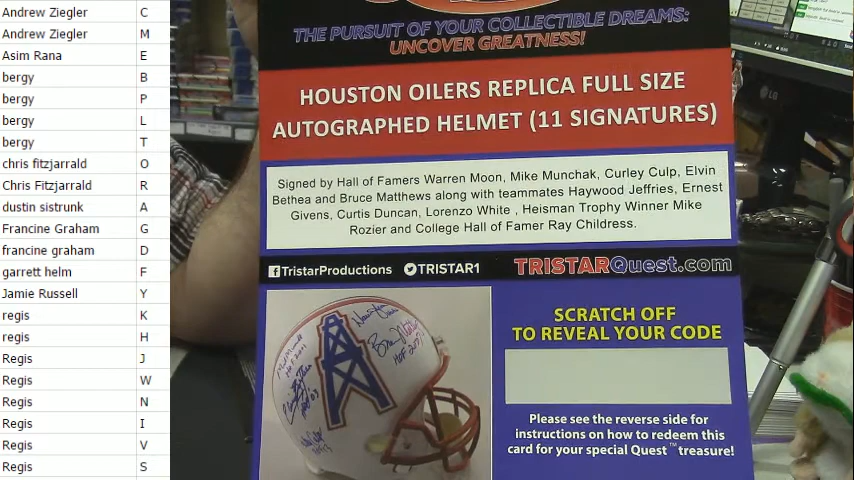 Andrew Ziegler C
Andrew Ziegler M
Asim Rana E
bergy B
bergy P
bergy L
bergy T
chris fitzjarrald O
Chris Fitzjarrald R
dustin sistrunk A
Francine Graham G
francine graham D
garrett helm F
Jamie Russell Y
regis K
regis H
Regis J
Regis W
Regis N
Regis I
Regis V
Regis S
THE PURSUIT OF YOUR COLLECTIBLE DREAMS:
UNCOVER GREATNESS!
HOUSTON OILERS REPLICA FULL SIZE
AUTOGRAPHED HELMET (11 SIGNATURES)
Signed by Hall of Famers Warren Moon, Mike Munchak, Curley Culp, Elvin
Bethea and Bruce Matthews along with teammates Haywood Jeffries, Ernest
Givens, Curtis Duncan, Lorenzo White , Heisman Trophy Winner Mike
Rozier and College Hall of Famer Ray Childress.
f TristarProductions TRISTAR1 TRISTARQuest.com
SCRATCH OFF
TO REVEAL YOUR CODE
Please see the reverse side for
instructions on how to redeem this
card for your special Quest™ treasure!
LG